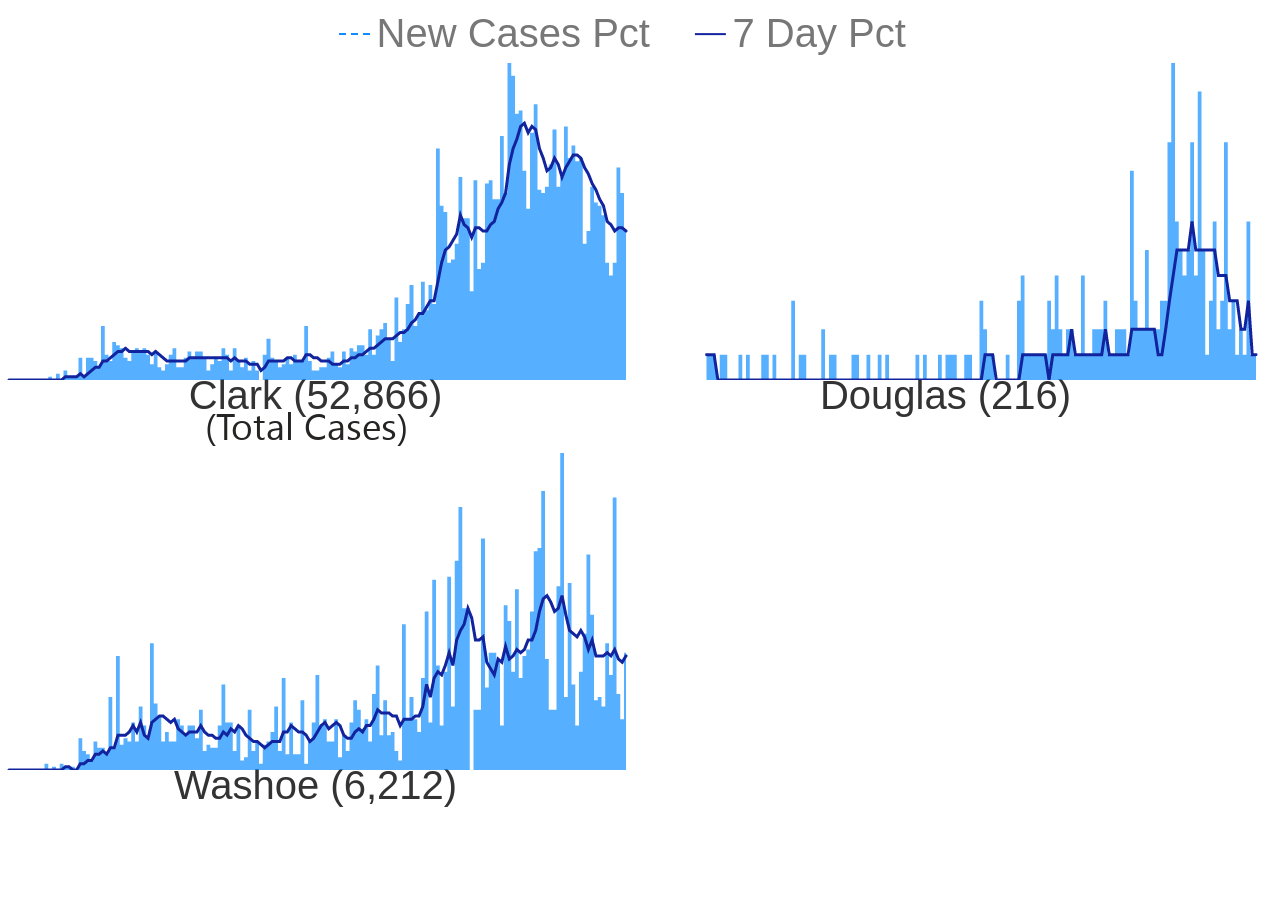 New Cases Pct 7 Day Pct
Clark (52,866) Douglas (216)
(Total Cases)
Washoe (6,212)